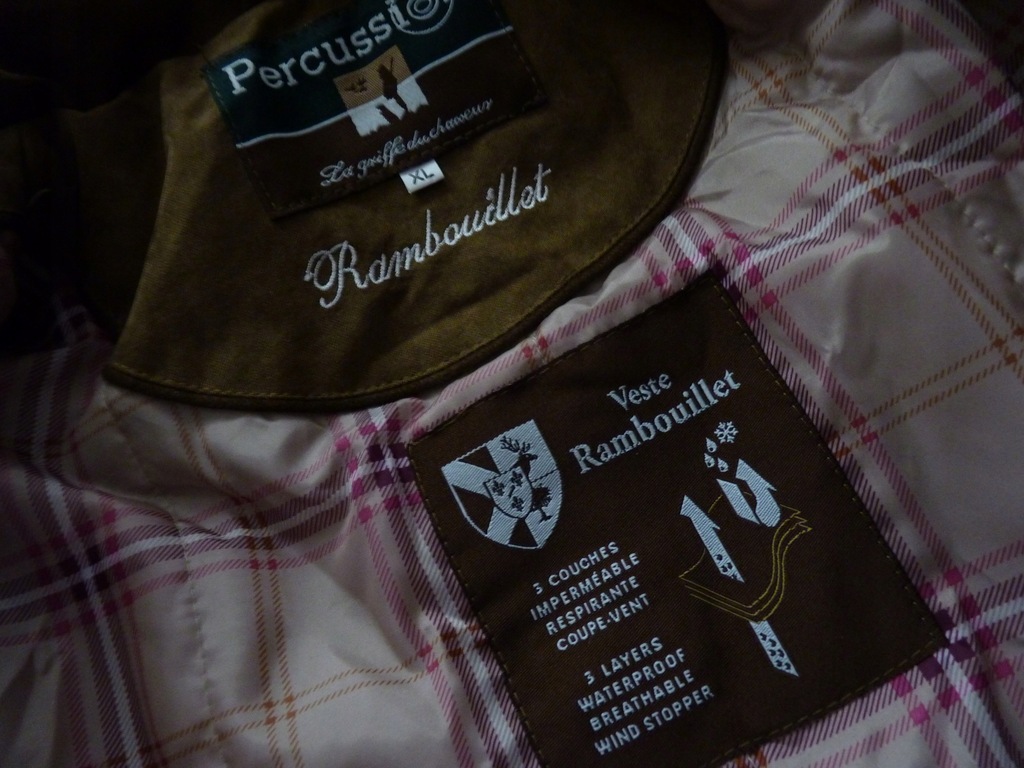 Percussion
La griffe du chasseur
XL
Rambouillet
Veste
Rambouillet
3 COUCHES
IMPERMÉABLE
RESPIRANTE
COUPE-VENT
3 LAYERS
WATERPROOF
BREATHABLE
WIND STOPPER